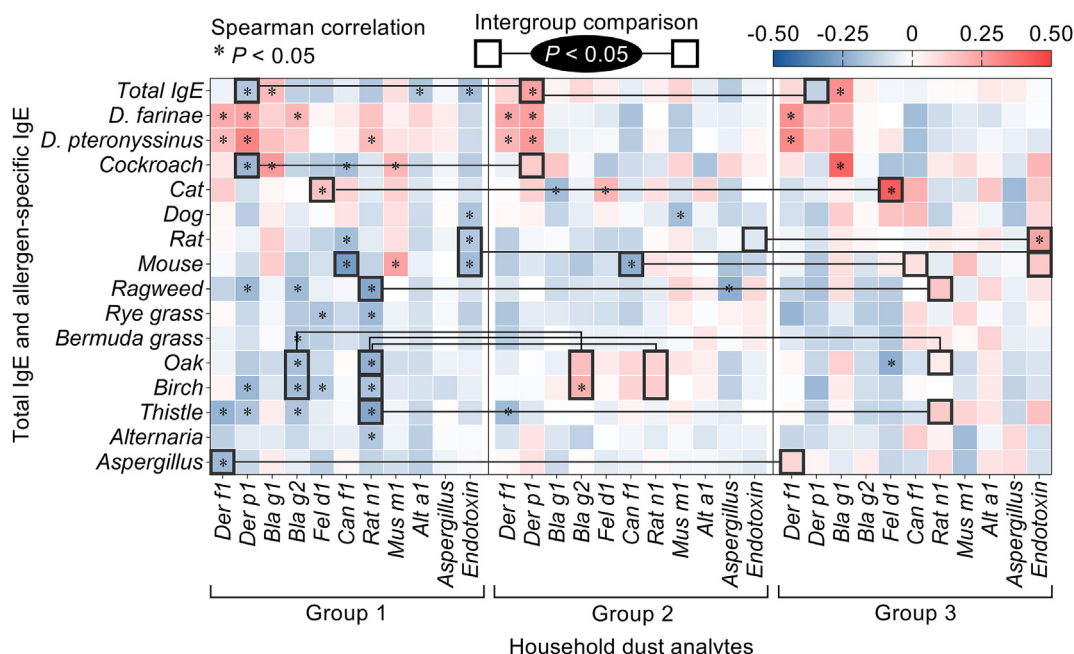 Spearman correlation
* P < 0.05
Intergroup comparison
P < 0.05
-0.50 -0.25 0 0.25 0.50
Total IgE and allergen-specific IgE
Total IgE
D. farinae
D. pteronyssinus
Cockroach
Cat
Dog
Rat
Mouse
Ragweed
Rye grass
Bermuda grass
Oak
Birch
Thistle
Alternaria
Aspergillus
Der f1
Der p1
Bla g1
Bla g2
Fel d1
Can f1
Rat n1
Mus m1
Alt a1
Aspergillus
Endotoxin
Der f1
Der p1
Bla g1
Bla g2
Fel d1
Can f1
Rat n1
Mus m1
Alt a1
Aspergillus
Endotoxin
Der f1
Der p1
Bla g1
Bla g2
Fel d1
Can f1
Rat n1
Mus m1
Alt a1
Aspergillus
Endotoxin
Group 1 Group 2 Group 3
Household dust analytes